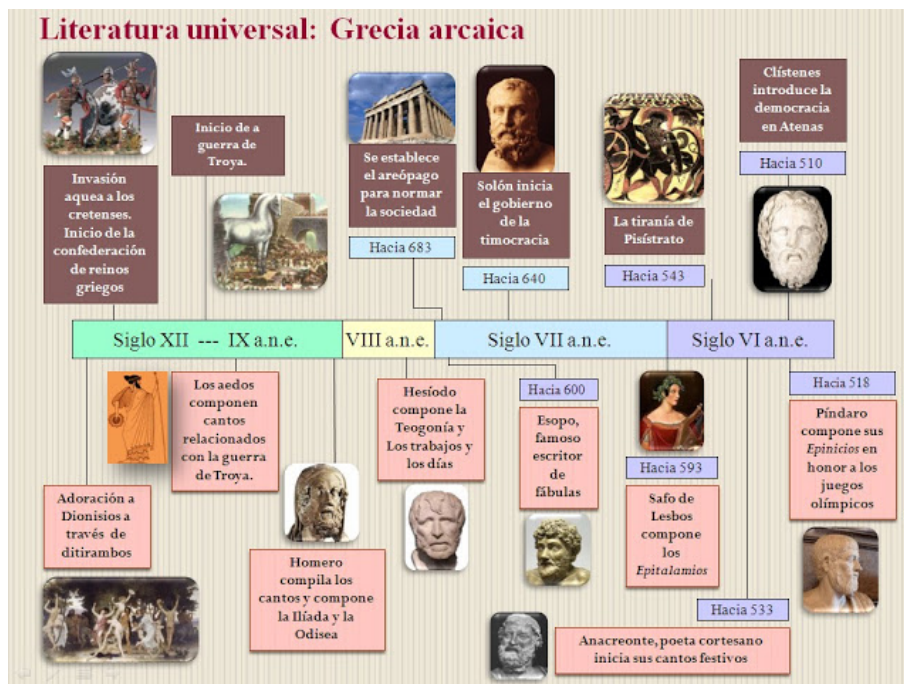 Literatura universal: Grecia arcaica
Invasión
aquea a los
cretenses.
Inicio de la
confederación
de reinos
griegos
Inicio de a
guerra de
Troya.
Se establece
el areópago
para normar
la sociedad
Hacia 683
Solón inicia
el gobierno
de la
timocracia
Hacia 640
La tiranía de
Pisístrato
Hacia 543
Clístenes
introduce la
democracia
en Atenas
Hacia 510
Siglo XII --- IX a.n.e.
VIII a.n.e.
Siglo VII a.n.e.
Siglo VI a.n.e.
Adoración a
Dionisios a
través de
ditirambos
Los aedos
componen
cantos
relacionados
con la guerra
de Troya.
Homero
compila los
cantos y compone
la Ilíada y la
Odisea
Hesíodo
compone la
Teogonía y
Los trabajos y
los días
Hacia 600
Esopo,
famoso
escritor
de
fábulas
Hacia 593
Safo de
Lesbos
compone
los
Epitalamios
Hacia 533
Anacreonte, poeta cortesano
inicia sus cantos festivos
Hacia 518
Píndaro
compone sus
Epinicios en
honor a los
juegos
olímpicos